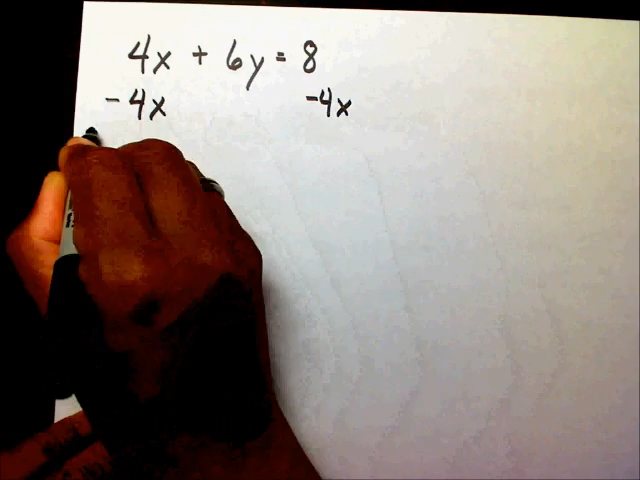 4x + 6y = 8
-4x -4x